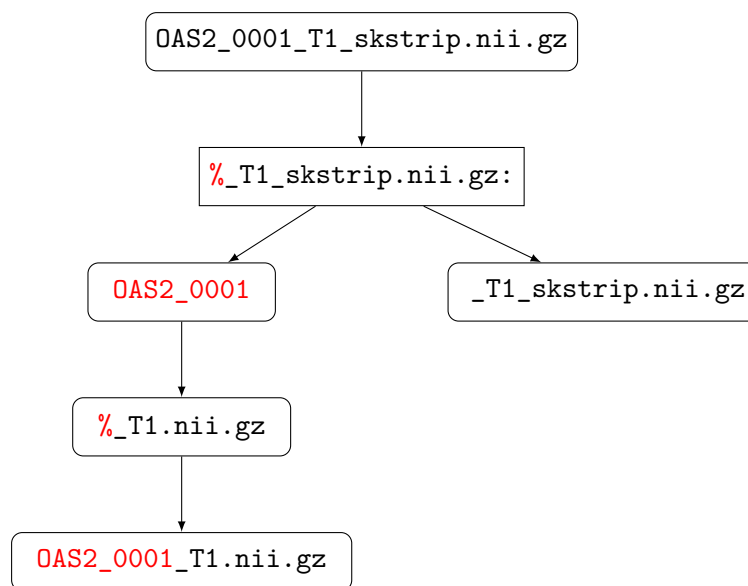 OAS2_0001_T1_skstrip.nii.gz
%_T1_skstrip.nii.gz:
OAS2_0001
_T1_skstrip.nii.gz
%_T1.nii.gz
OAS2_0001_T1.nii.gz